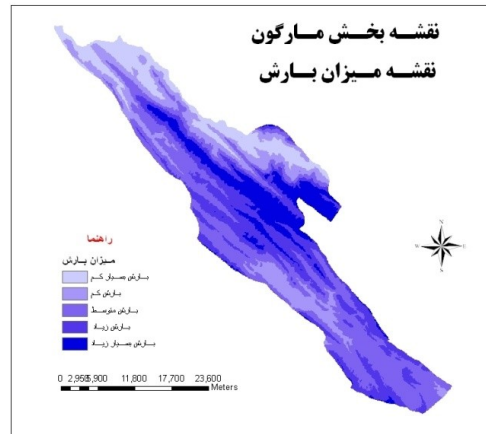 نقشه بخش مارگون
نقشه میزان بارش
راهنما
میزان بارش
بارش بسیار کم
بارش کم
بارش متوسط
بارش زیاد
بارش بسیار زیاد
N
W E
S
0 2,950 5,900 11,800 17,700 23,600
Meters